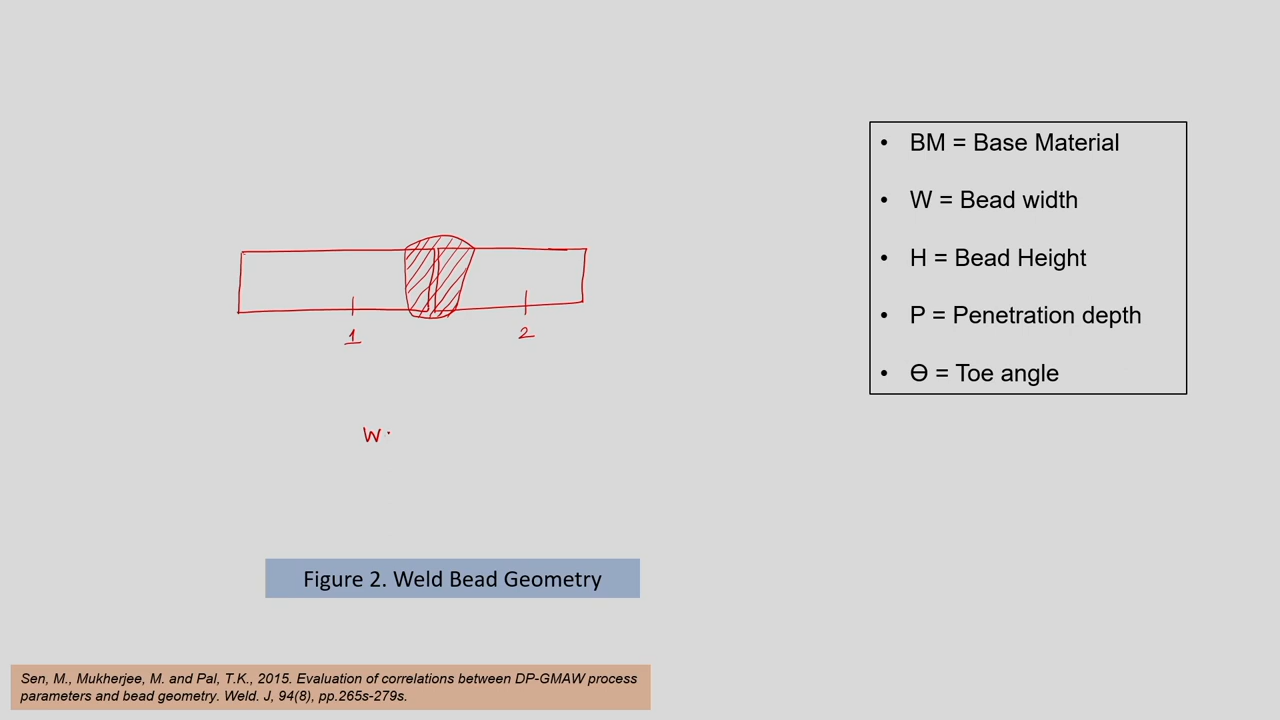 • BM = Base Material
• W = Bead width
• H = Bead Height
• P = Penetration depth
• Ɵ = Toe angle
1
2
W
Figure 2. Weld Bead Geometry
Sen, M., Mukherjee, M. and Pal, T.K., 2015. Evaluation of correlations between DP-GMAW process
parameters and bead geometry. Weld. J, 94(8), pp.265s-279s.